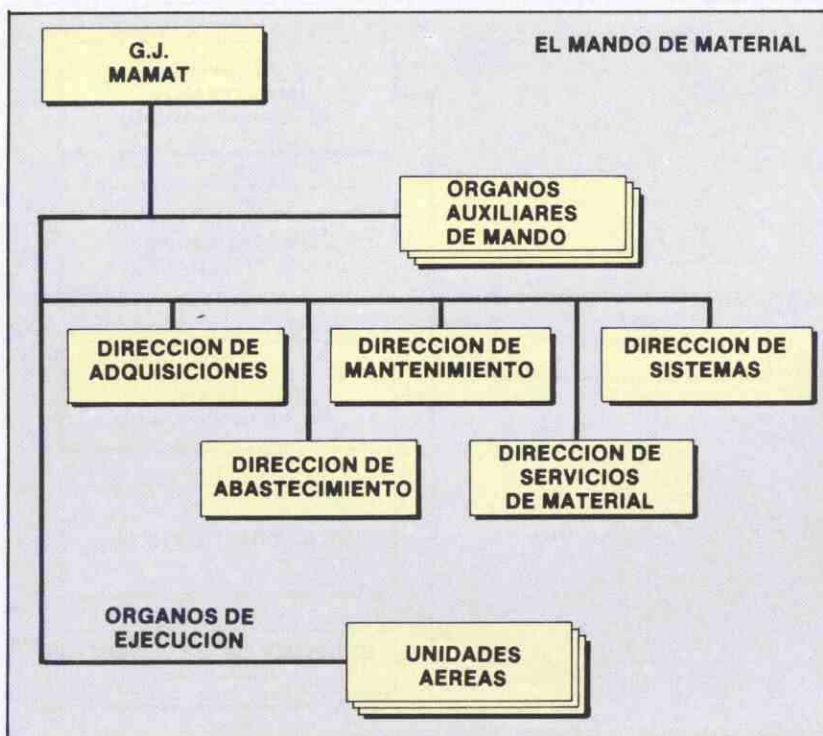 EL MANDO DE MATERIAL
G.J.
MAMAT
ORGANOS
AUXILIARES
DE MANDO
DIRECCION DE
ADQUISICIONES
DIRECCION DE
MANTENIMIENTO
DIRECCION DE
SISTEMAS
DIRECCION DE
ABASTECIMIENTO
DIRECCION DE
SERVICIOS
DE MATERIAL
ORGANOS DE
EJECUCION
UNIDADES
AEREAS